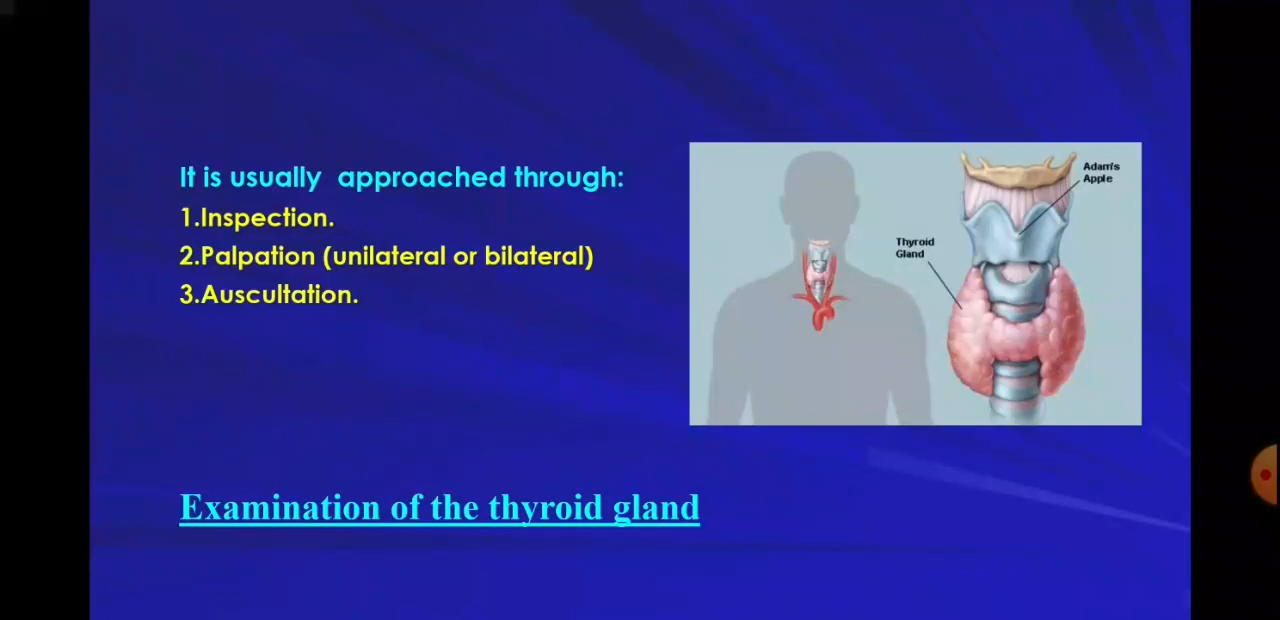 It is usually approached through:
1.Inspection.
2.Palpation (unilateral or bilateral)
3.Auscultation.
Adam's
Apple
Thyroid
Gland
Examination of the thyroid gland